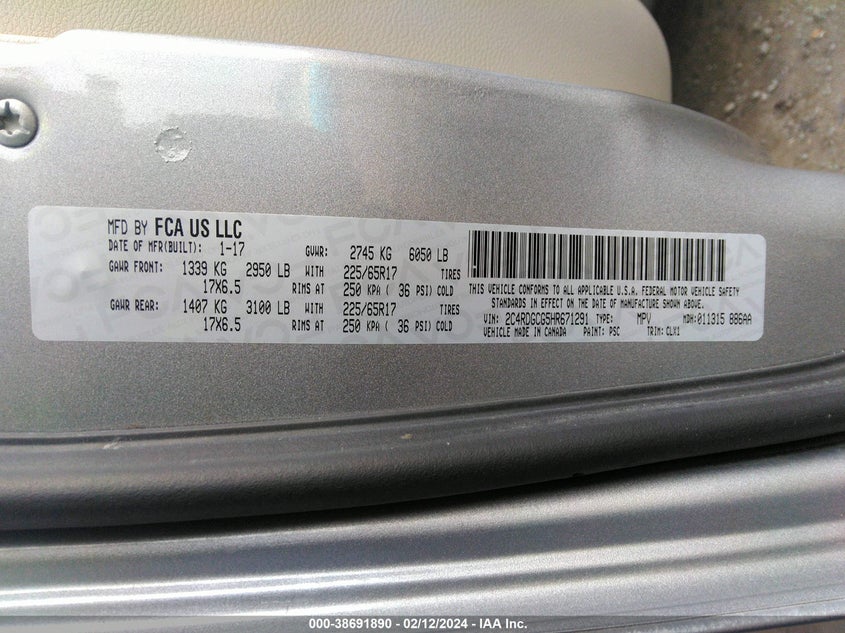 MFD BY FCA US LLC
DATE OF MFR(BUILT): 1-17 GVWR: 2745 KG 6050 LB
GAWR FRONT: 1339 KG 2950 LB WITH 225/65R17 TIRES
17X6.5 RIMS AT 250 KPA ( 36 PSI) COLD
GAWR REAR: 1407 KG 3100 LB WITH 225/65R17 TIRES
17X6.5 RIMS AT 250 KPA ( 36 PSI) COLD
THIS VEHICLE CONFORMS TO ALL APPLICABLE U.S.A. FEDERAL MOTOR VEHICLE SAFETY
STANDARDS IN EFFECT ON THE DATE OF MANUFACTURE SHOWN ABOVE.
VIN: 2C4RDGCG5HR671291 TYPE: MPV MDH: 011315 886AA
VEHICLE MADE IN CANADA PAINT: PSC TRIM: CLX1
000-38691890 - 02/12/2024 - IAA Inc.